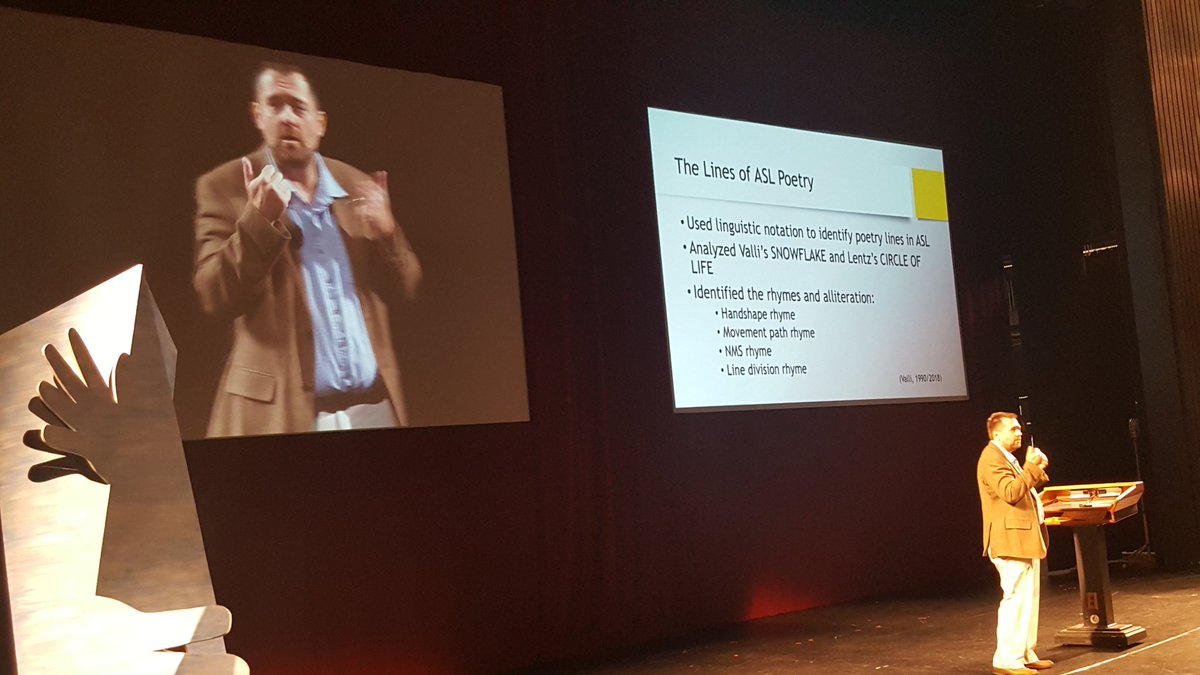 The Lines of ASL Poetry
•Used linguistic notation to identify poetry lines in ASL
•Analyzed Valli's SNOWFLAKE and Lentz's CIRCLE OF
LIFE
•Identified the rhymes and alliteration:
•Handshape rhyme
•Movement path rhyme
•NMS rhyme
•Line division rhyme
(Valli, 1990/2018)